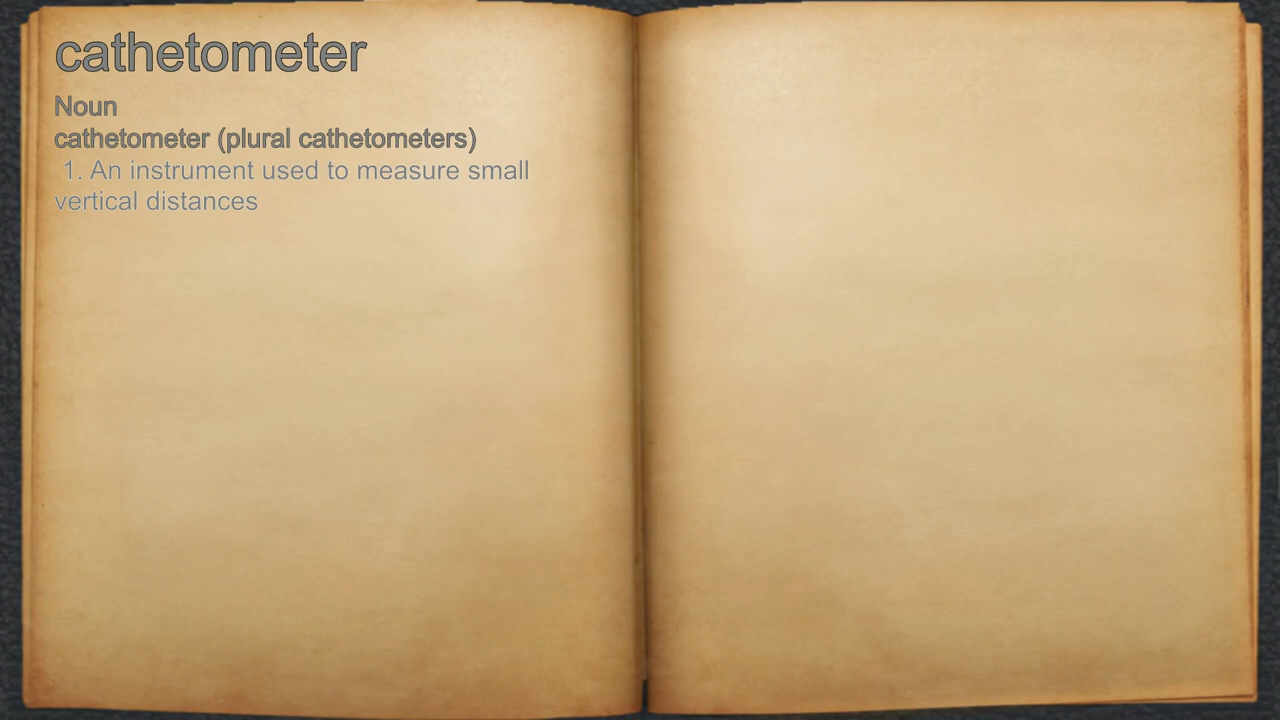 cathetometer
Noun
cathetometer (plural cathetometers)
1. An instrument used to measure small
vertical distances